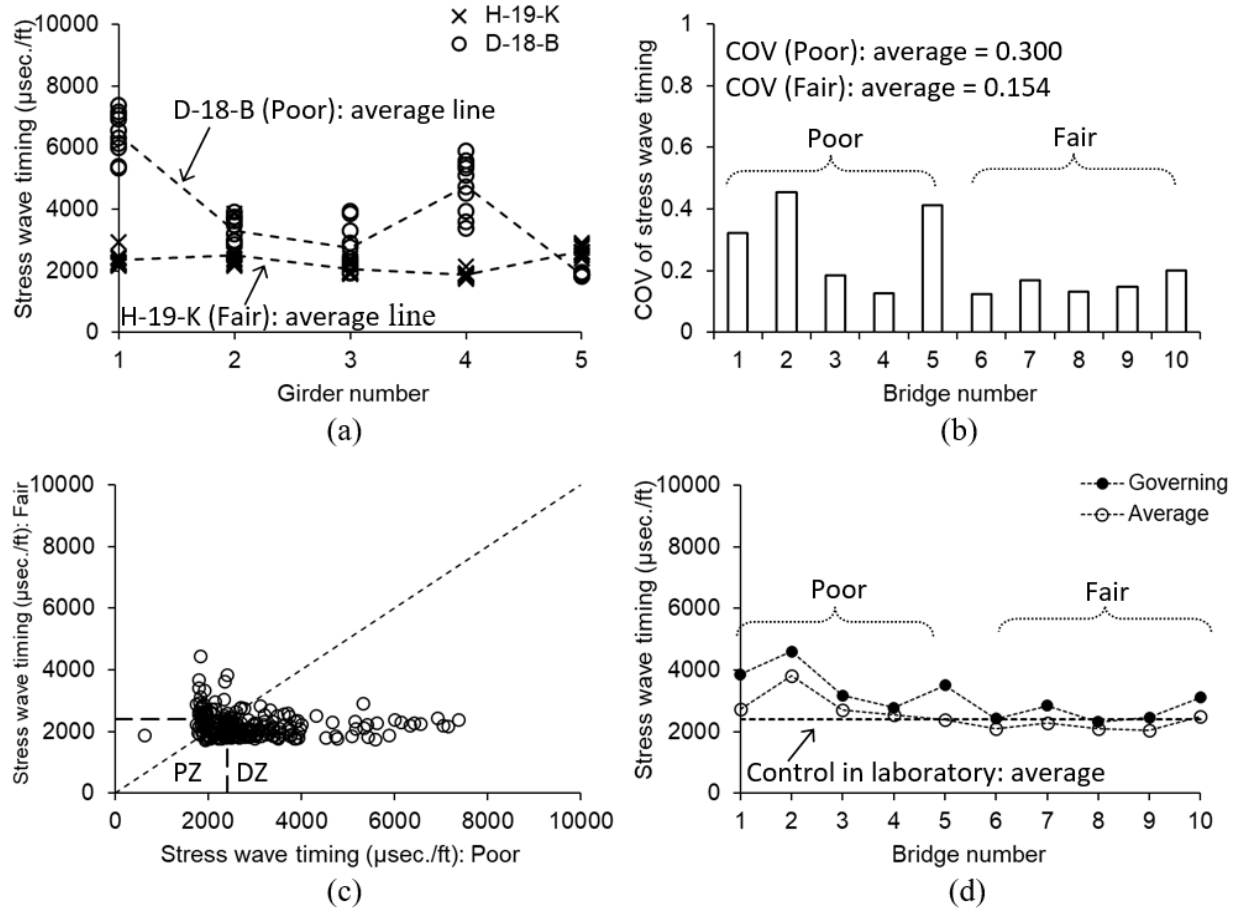 Stress wave timing (µsec./ft)
10000
8000
6000
4000
2000
0
× H-19-K
○ D-18-B
D-18-B (Poor): average line
H-19-K (Fair): average line
1 2 3 4 5
Girder number
(a)
COV of stress wave timing
1
0.8
0.6
0.4
0.2
0
COV (Poor): average = 0.300
COV (Fair): average = 0.154
Poor
Fair
1 2 3 4 5 6 7 8 9 10
Bridge number
(b)
Stress wave timing (µsec./ft): Fair
10000
8000
6000
4000
2000
0
PZ DZ
0 2000 4000 6000 8000 10000
Stress wave timing (µsec./ft): Poor
(c)
Stress wave timing (µsec./ft)
10000
8000
6000
4000
2000
0
Governing
Average
Poor
Fair
Control in laboratory: average
1 2 3 4 5 6 7 8 9 10
Bridge number
(d)